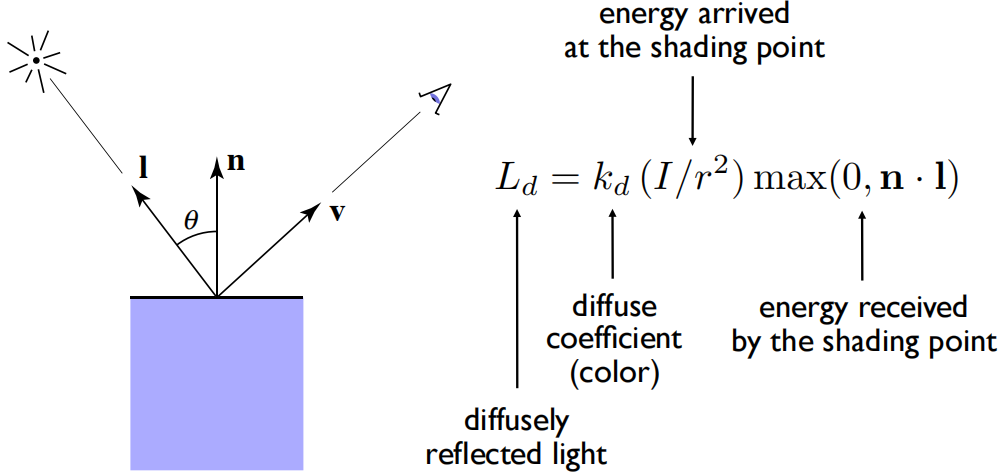 energy arrived
at the shading point
l
n
θ
v
L_d = k_d (I/r²) max(0, n · l)
diffuse
coefficient
(color)
energy received
by the shading point
diffusely
reflected light